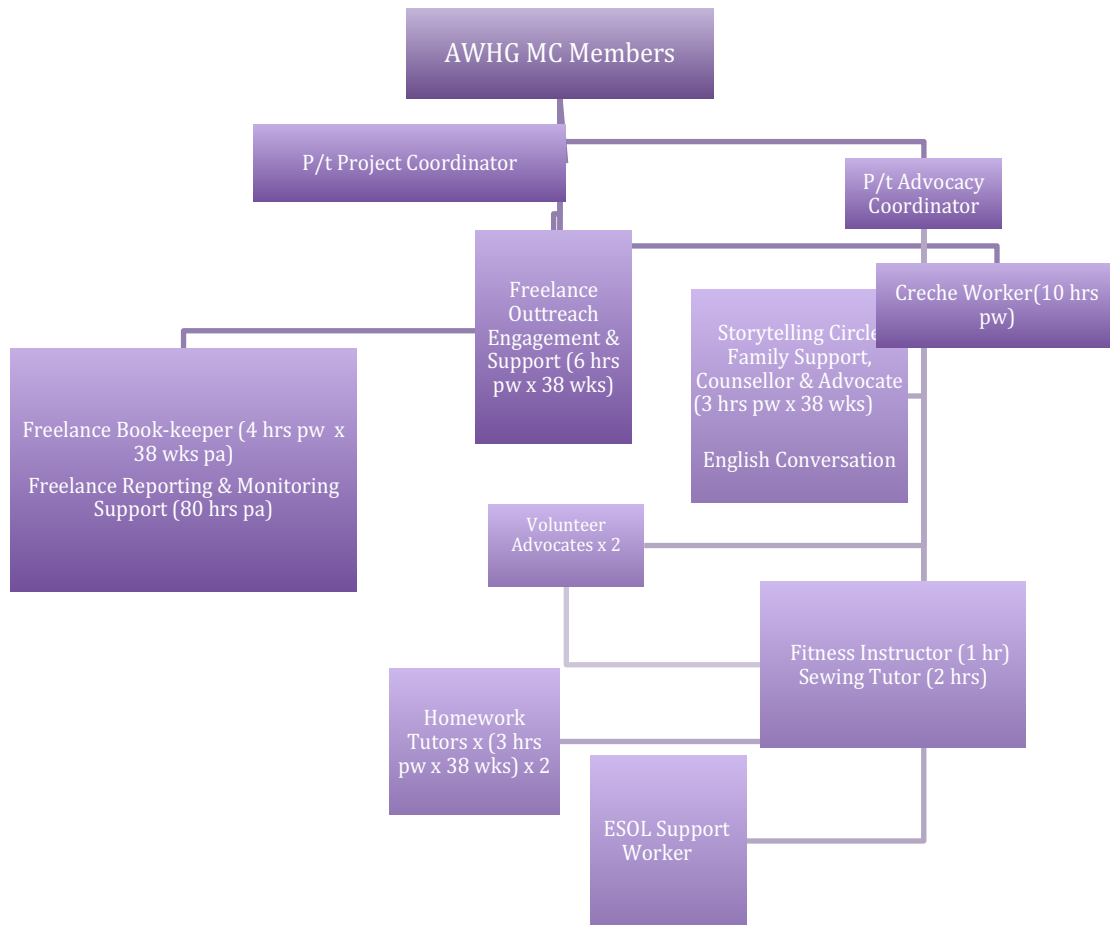 AWHG MC Members
P/t Project Coordinator
P/t Advocacy
Coordinator
Freelance
Outtreach
Engagement &
Support (6 hrs
pw x 38 wks)
Creche Worker(10 hrs
pw)
Storytelling Circle
Family Support,
Counsellor & Advocate
(3 hrs pw x 38 wks)
English Conversation
Freelance Book-keeper (4 hrs pw x
38 wks pa)
Freelance Reporting & Monitoring
Support (80 hrs pa)
Volunteer
Advocates x 2
Fitness Instructor (1 hr)
Sewing Tutor (2 hrs)
Homework
Tutors x (3 hrs
pw x 38 wks) x 2
ESOL Support
Worker